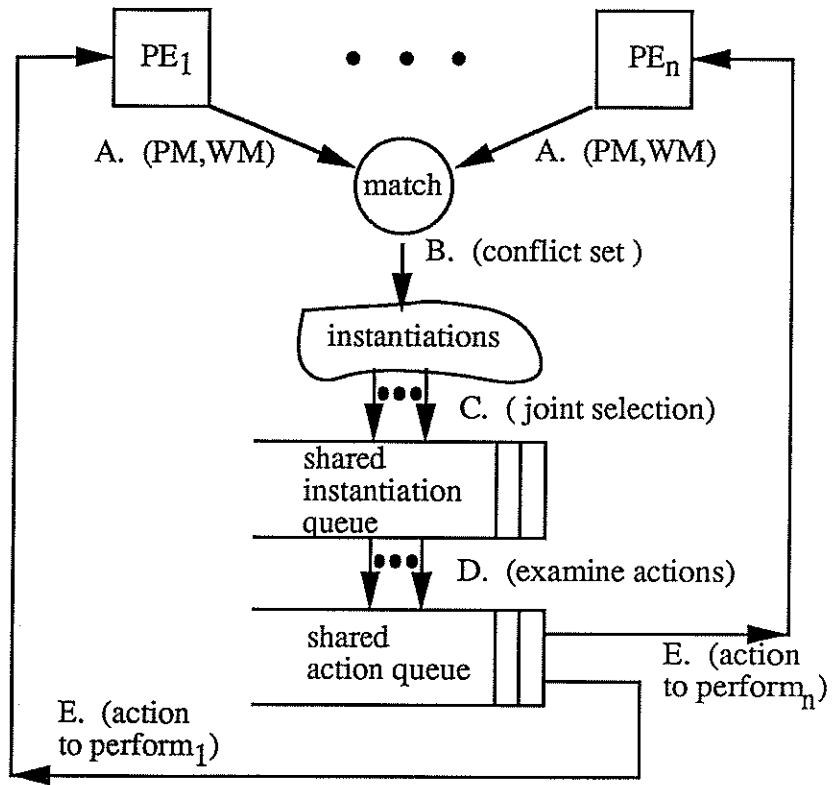 PE1
PEn
A. (PM,WM)
A. (PM,WM)
match
B. (conflict set )
instantiations
C. ( joint selection)
shared
instantiation
queue
D. (examine actions)
shared
action queue
E. (action
to performn)
E. (action
to perform1)